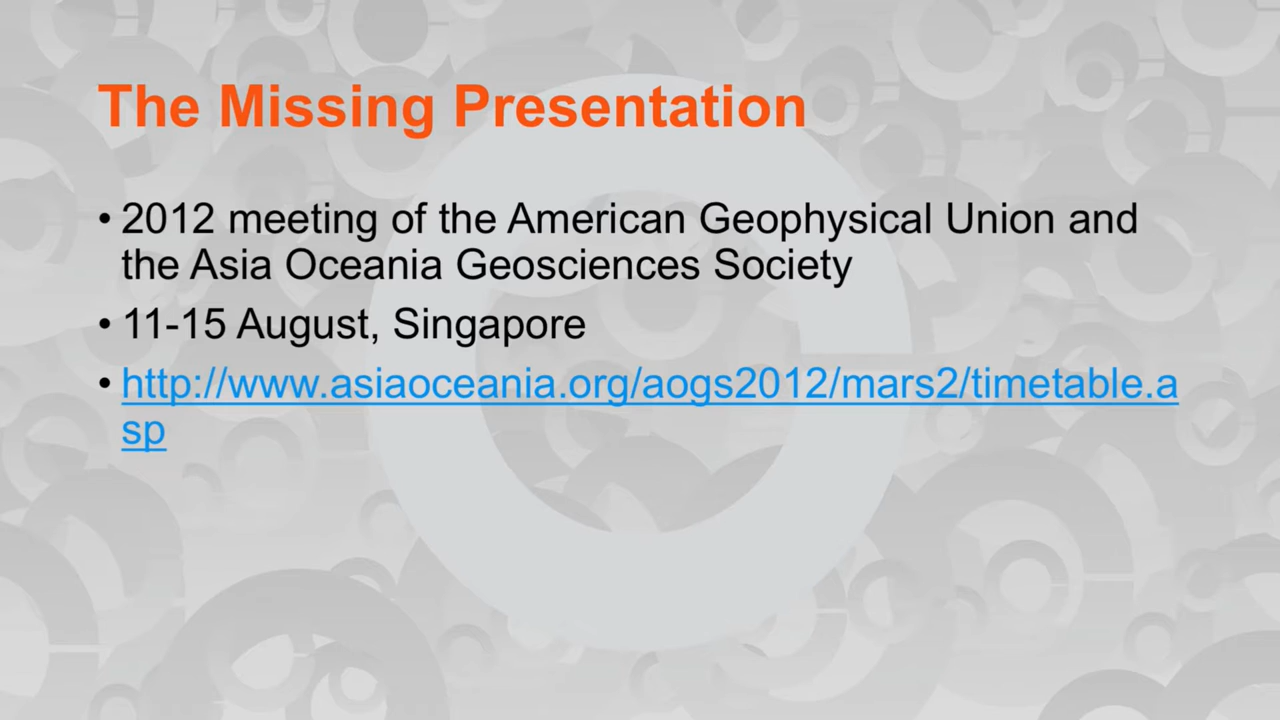 The Missing Presentation
• 2012 meeting of the American Geophysical Union and
the Asia Oceania Geosciences Society
• 11-15 August, Singapore
• http://www.asiaoceania.org/aogs2012/mars2/timetable.a
sp